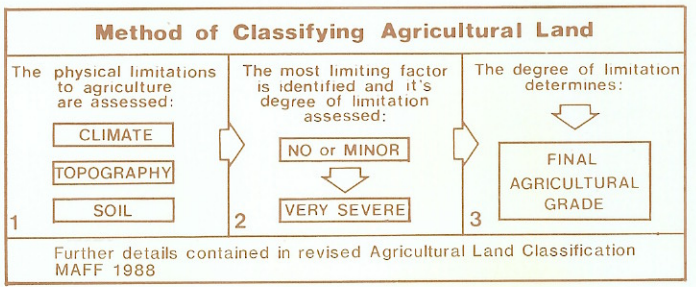 Method of Classifying Agricultural Land
The physical limitations
to agriculture
are assessed:
CLIMATE
TOPOGRAPHY
SOIL
1
The most limiting factor
is identified and it's
degree of limitation
assessed:
NO or MINOR
VERY SEVERE
2
The degree of limitation
determines:
FINAL
AGRICULTURAL
GRADE
3
Further details contained in revised Agricultural Land Classification
MAFF 1988